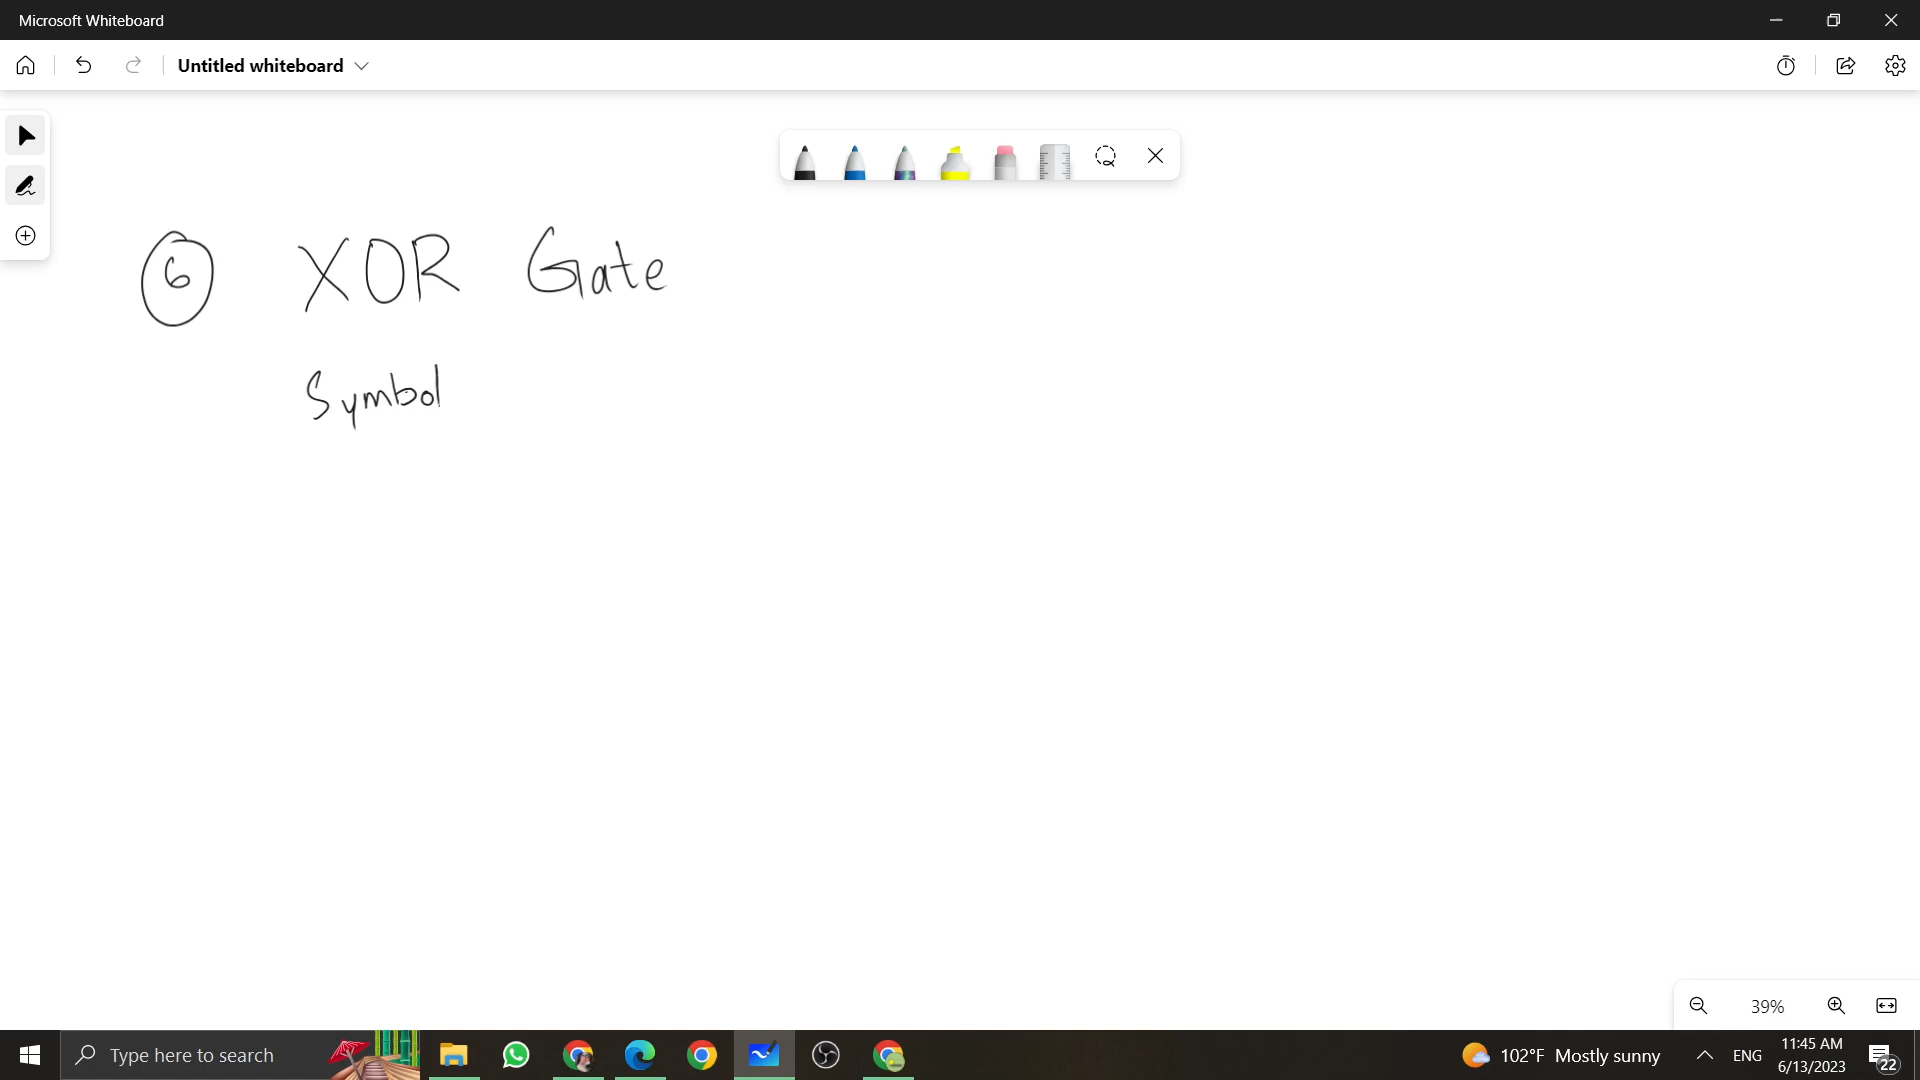 Microsoft Whiteboard
Untitled whiteboard
6 XOR Gate
Symbol
39%
Type here to search
102°F Mostly sunny
ENG
11:45 AM
6/13/2023
22